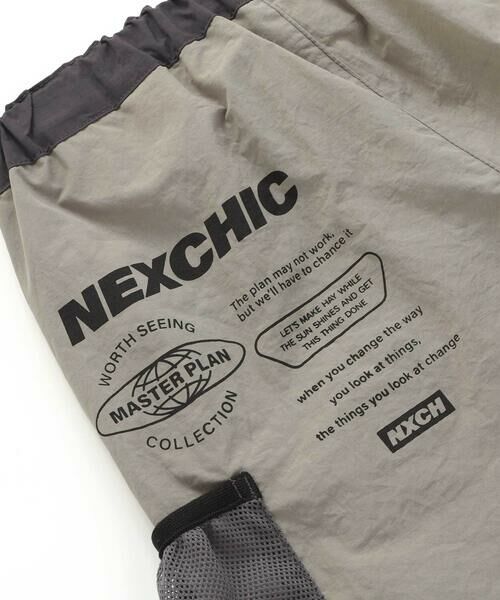 NEXCHIC
The plan may not work,
but we'll have to chance it
WORTH SEEING
MASTER PLAN
COLLECTION
LET'S MAKE HAY WHILE
THE SUN SHINES AND GET
THIS THING DONE
when you change the way
you look at things,
the things you look at change
NXCH